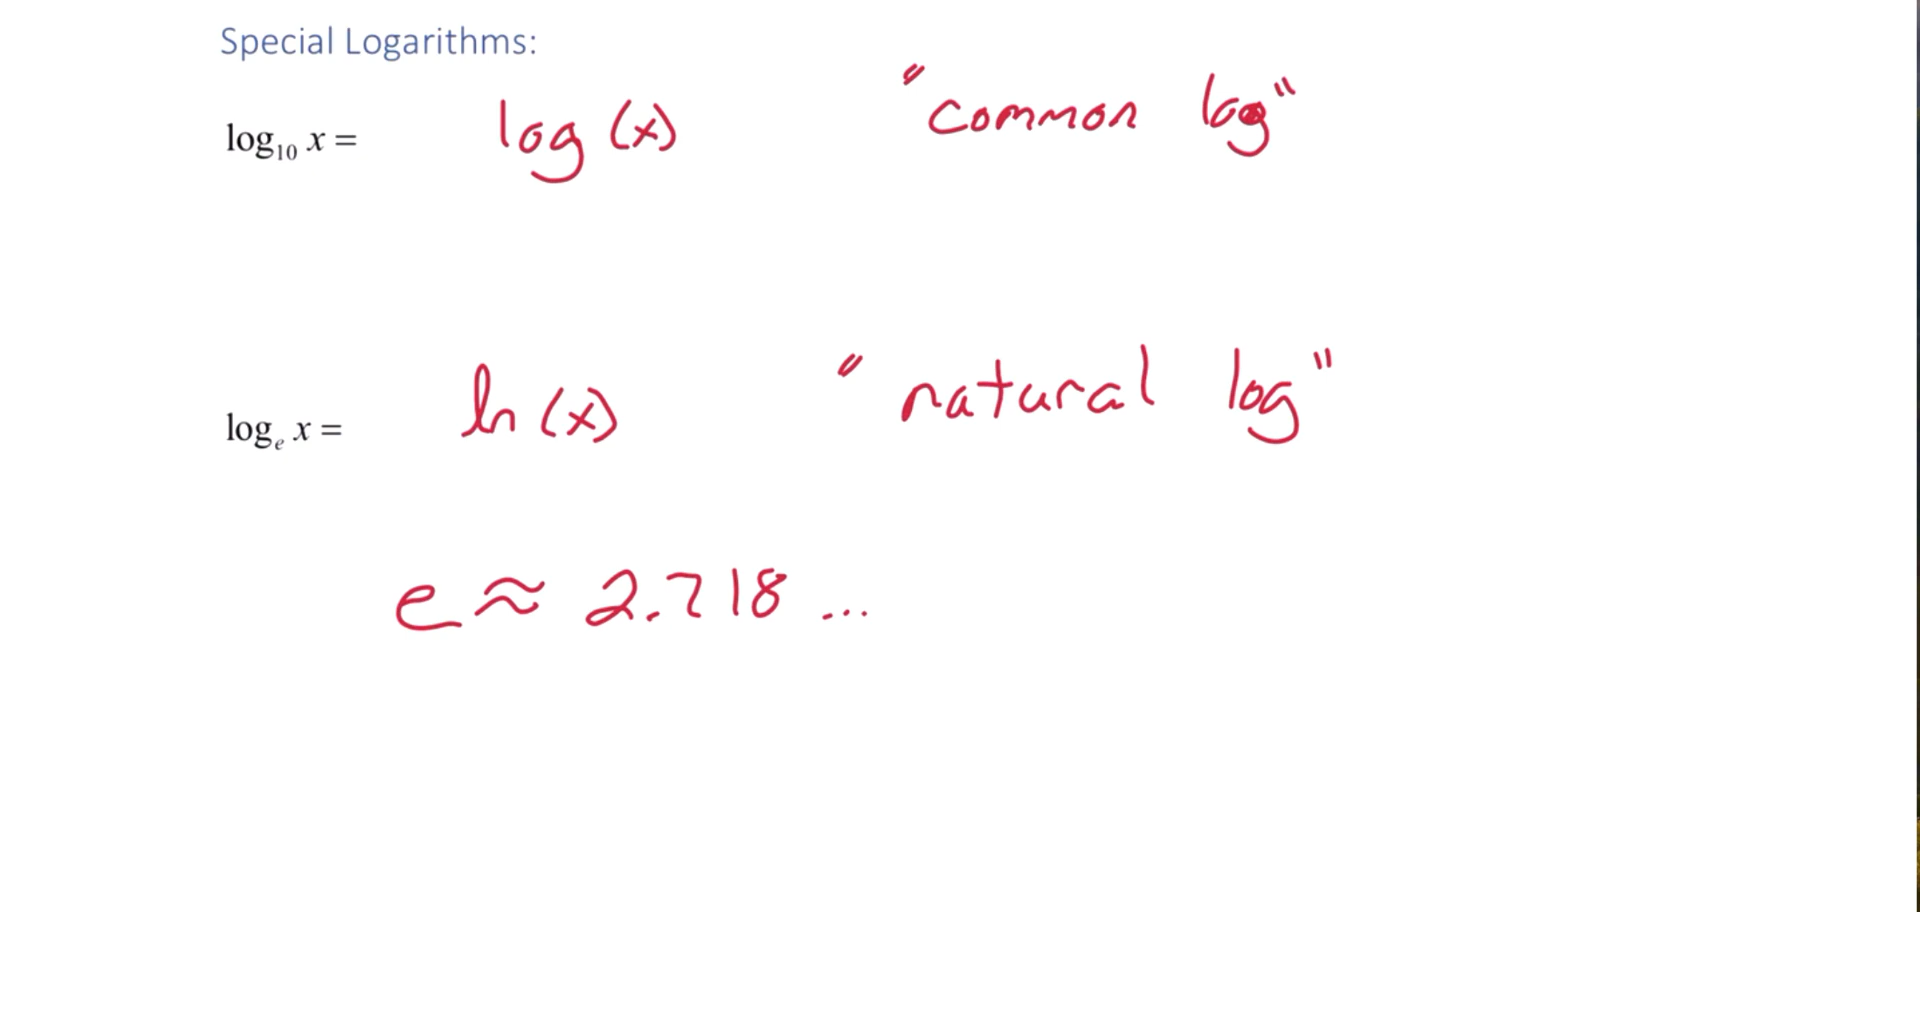 Special Logarithms:
log₁₀ x = log (x) "common log"
logₑ x = ln (x) "natural log"
e ≈ 2.718 ...